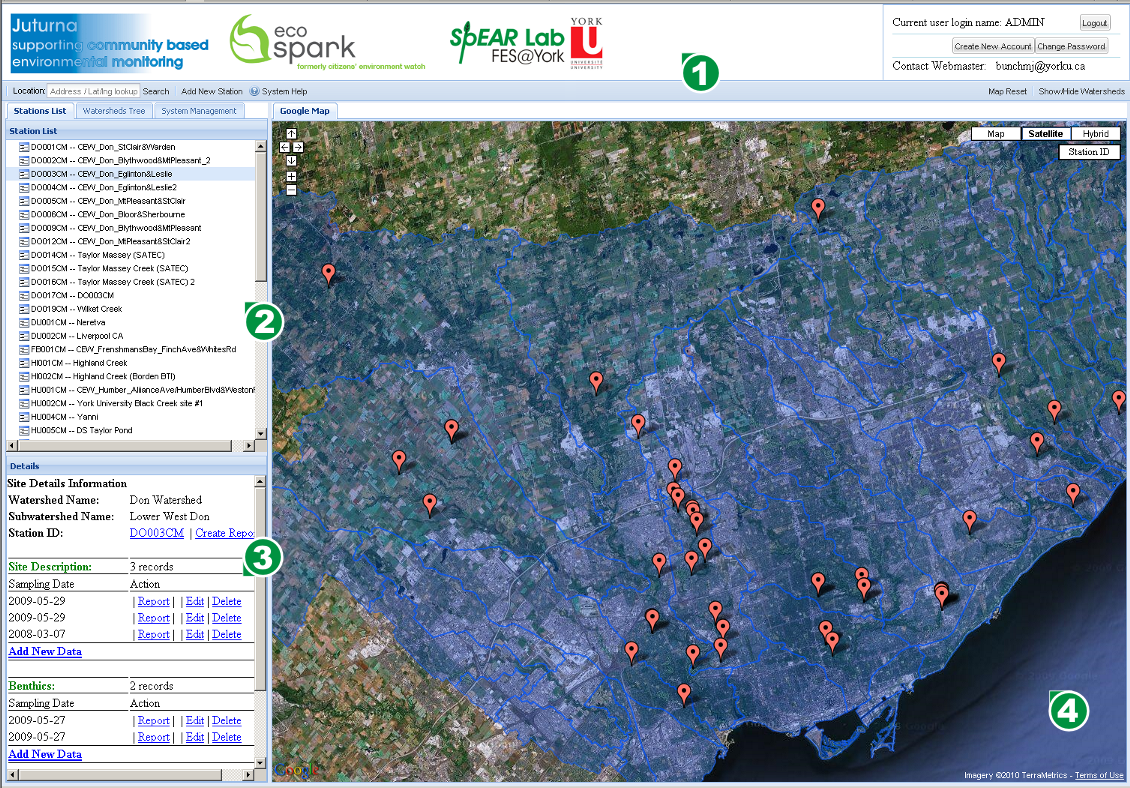 Juturna
supporting community based
environmental monitoring
eco
spark
formerly citizens' environment watch
SpEAR Lab
FES@York
YORK
U
UNIVERSITÉ
UNIVERSITY
Current user login name: ADMIN Logout
Create New Account Change Password
Contact Webmaster: bunchmj@yorku.ca
1
Location: Address / Lat/lng lookup Search Add New Station System Help Map Reset Show/Hide Watersheds
Stations List Watersheds Tree System Management Google Map
Station List
DO001CM -- CEW_Don_StClair&Warden
DO002CM -- CEW_Don_Blythwood&MtPleasant_2
DO003CM -- CEW_Don_Eglinton&Leslie
DO004CM -- CEW_Don_Eglinton&Leslie2
DO005CM -- CEW_Don_MtPleasant&StClair
DO006CM -- CEW_Don_Bloor&Sherbourne
DO009CM -- CEW_Don_Blythwood&MtPleasant
DO012CM -- CEW_Don_MtPleasant&StClair2
DO014CM -- Taylor Massey (SATEC)
DO015CM -- Taylor Massey Creek (SATEC)
DO016CM -- Taylor Massey Creek (SATEC) 2
DO017CM -- DO003CM
DO019CM -- Wilket Creek
DU001CM -- Neretva
DU002CM -- Liverpool CA
FB001CM -- CEW_FrenshmansBay_FinchAve&WhitesRd
HI001CM -- Highland Creek
HI002CM -- Highland Creek (Borden BTI)
HU001CM -- CEW_Humber_AllianceAve/HumberBlvd&Weston
HU002CM -- York University Black Creek site #1
HU004CM -- Yanni
HU005CM -- DS Taylor Pond
2
Map Satellite Hybrid
Station ID
Details
Site Details Information
Watershed Name: Don Watershed
Subwatershed Name: Lower West Don
Station ID: DO003CM | Create Repo
3
Site Description: 3 records
Sampling Date Action
2009-05-29 | Report | | Edit | Delete
2009-05-29 | Report | | Edit | Delete
2008-03-07 | Report | | Edit | Delete
Add New Data
Benthics: 2 records
Sampling Date Action
2009-05-27 | Report | | Edit | Delete
2009-05-27 | Report | | Edit | Delete
Add New Data
4
Google
Imagery ©2010 TerraMetrics - Terms of Use